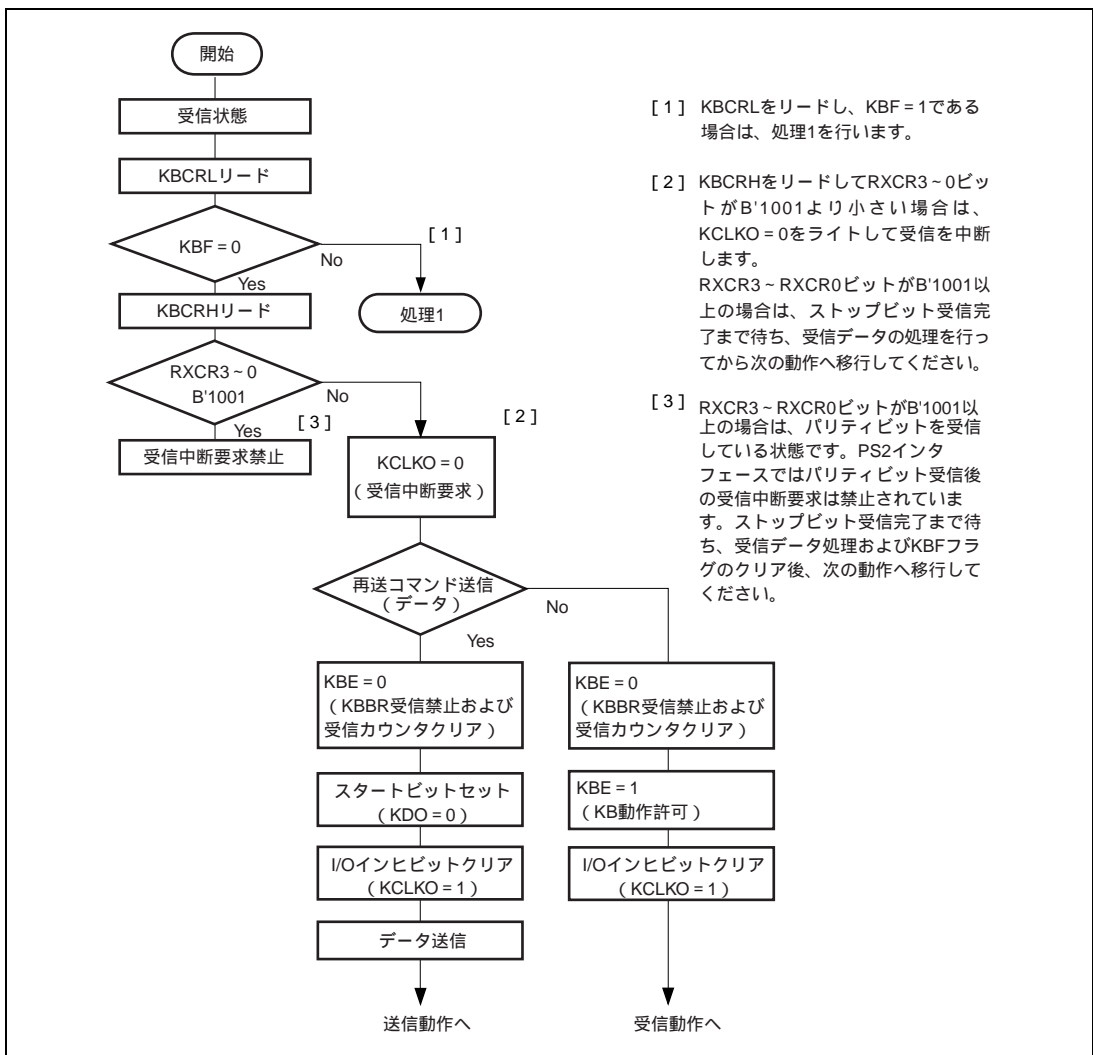 開始
受信状態
KBCRLリード
KBF = 0
[ 1 ]
No
Yes
処理1
KBCRHリード
RXCR3 ~ 0
B'1001
No
Yes
[ 3 ]
[ 2 ]
受信中断要求禁止
KCLKO = 0
( 受信中断要求 )
再送コマンド送信
( データ )
No
Yes
KBE = 0
( KBBR受信禁止および
受信カウンタクリア )
スタートビットセット
( KDO = 0 )
I/Oインヒビットクリア
( KCLKO = 1 )
データ送信
送信動作へ
KBE = 0
( KBBR受信禁止および
受信カウンタクリア )
KBE = 1
( KB動作許可 )
I/Oインヒビットクリア
( KCLKO = 1 )
受信動作へ
[ 1 ] KBCRLをリードし、KBF = 1である
場合は、処理1を行います。
[ 2 ] KBCRHをリードしてRXCR3 ~ 0ビッ
トがB'1001より小さい場合は、
KCLKO = 0をライトして受信を中断
します。
RXCR3 ~ RXCR0ビットがB'1001以
上の場合は、ストップビット受信完
了まで待ち、受信データの処理を行っ
てから次の動作へ移行してください。
[ 3 ] RXCR3 ~ RXCR0ビットがB'1001以
上の場合は、パリティビットを受信
している状態です。PS2インタ
フェースではパリティビット受信後
の受信中断要求は禁止されていま
す。ストップビット受信完了まで待
ち、受信データ処理およびKBFフラ
グのクリア後、次の動作へ移行して
ください。